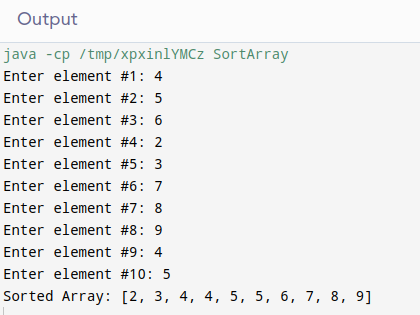 Output
java -cp /tmp/xpxinlYMCz SortArray
Enter element #1: 4
Enter element #2: 5
Enter element #3: 6
Enter element #4: 2
Enter element #5: 3
Enter element #6: 7
Enter element #7: 8
Enter element #8: 9
Enter element #9: 4
Enter element #10: 5
Sorted Array: [2, 3, 4, 4, 5, 5, 6, 7, 8, 9]